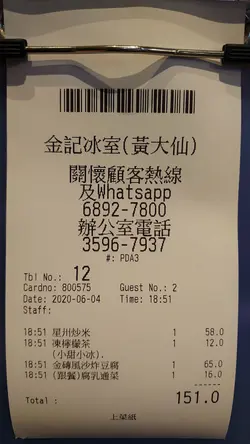 金記冰室(黃大仙)
關懷顧客熱線
及Whatsapp
6892-7800
辦公室電話
3596-7937
#: PDA3
Tbl No.: 12
Cardno: 800575 Guest No.: 2
Date: 2020-06-04 Time: 18:51
Staff:
18:51 星州炒米 1 58.0
18:51 凍檸檬茶 1 12.0
(小甜小冰).
18:51 金磚風沙炸豆腐 1 65.0
18:51 (跟餐)腐乳通菜 1 16.0
Total : 151.0
上菜紙